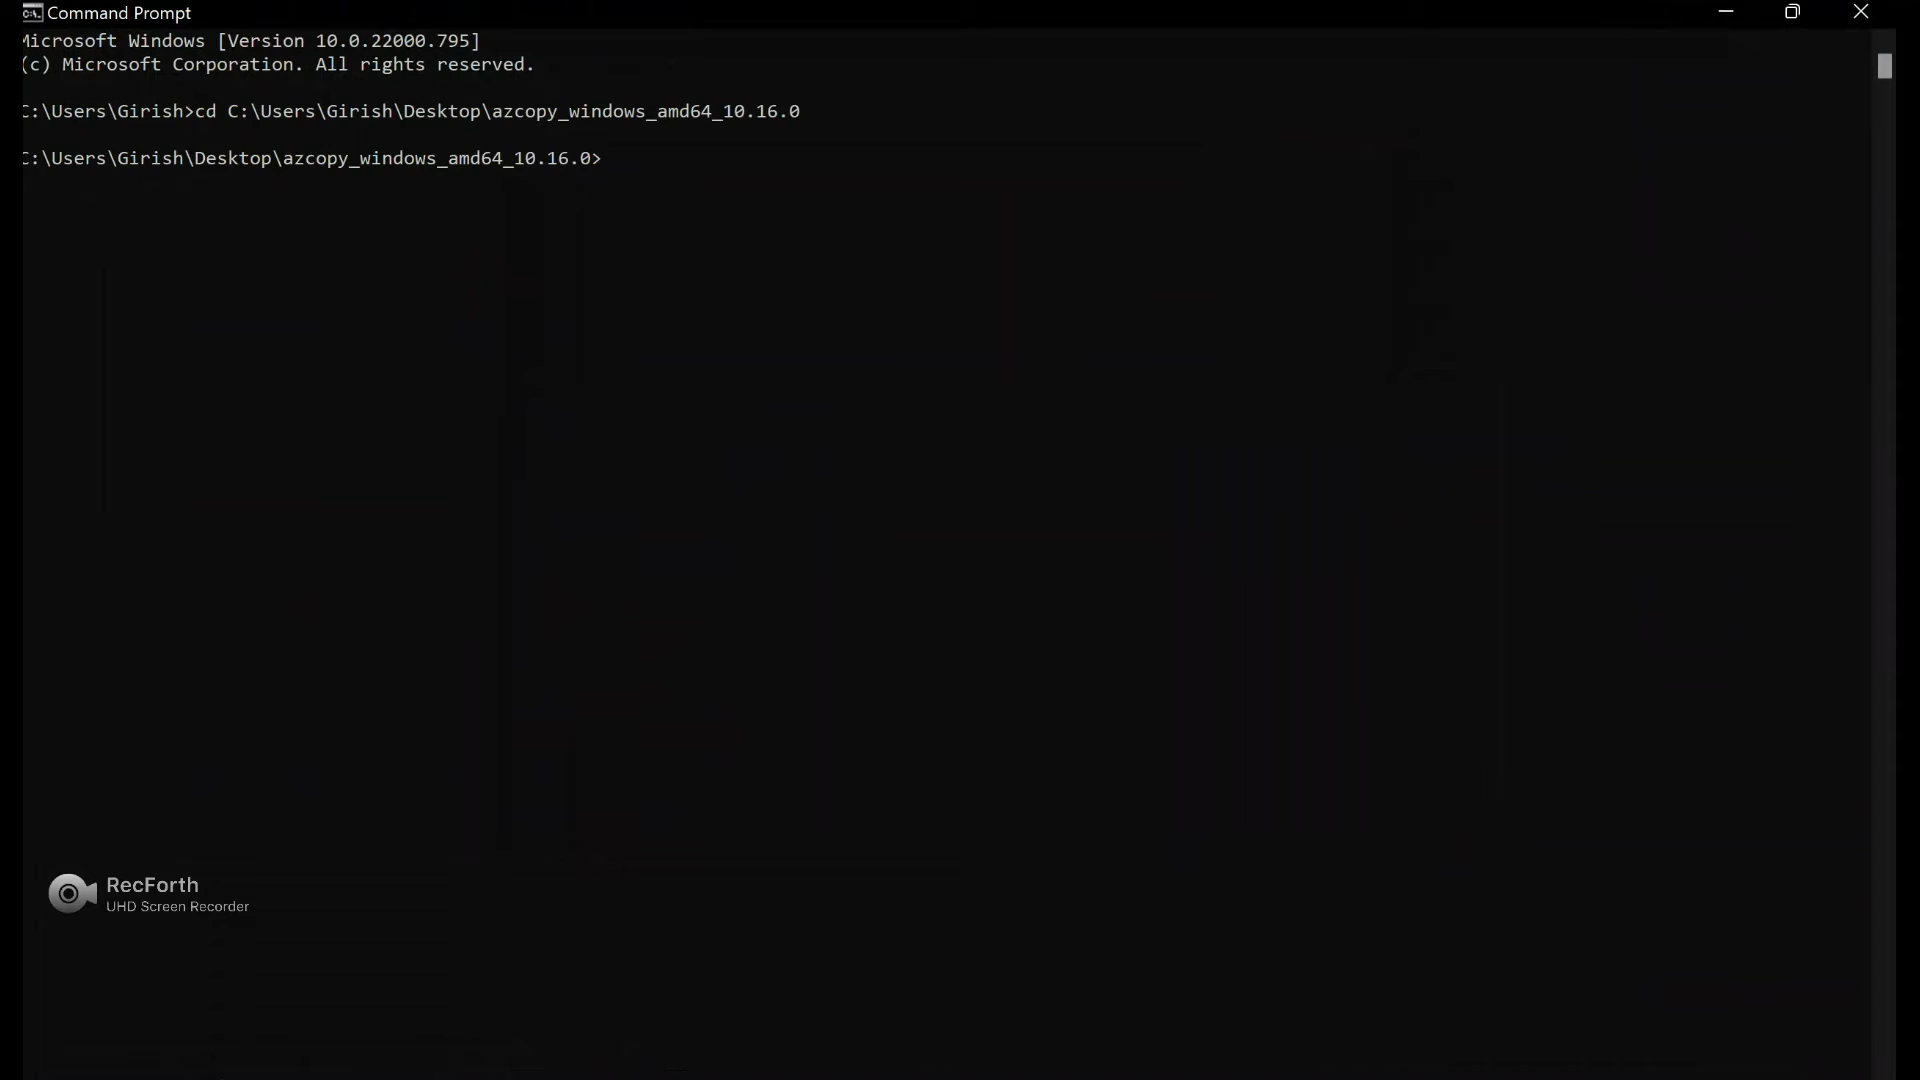 Command Prompt
Microsoft Windows [Version 10.0.22000.795]
(c) Microsoft Corporation. All rights reserved.
C:\Users\Girish>cd C:\Users\Girish\Desktop\azcopy_windows_amd64_10.16.0
C:\Users\Girish\Desktop\azcopy_windows_amd64_10.16.0>
RecForth
UHD Screen Recorder